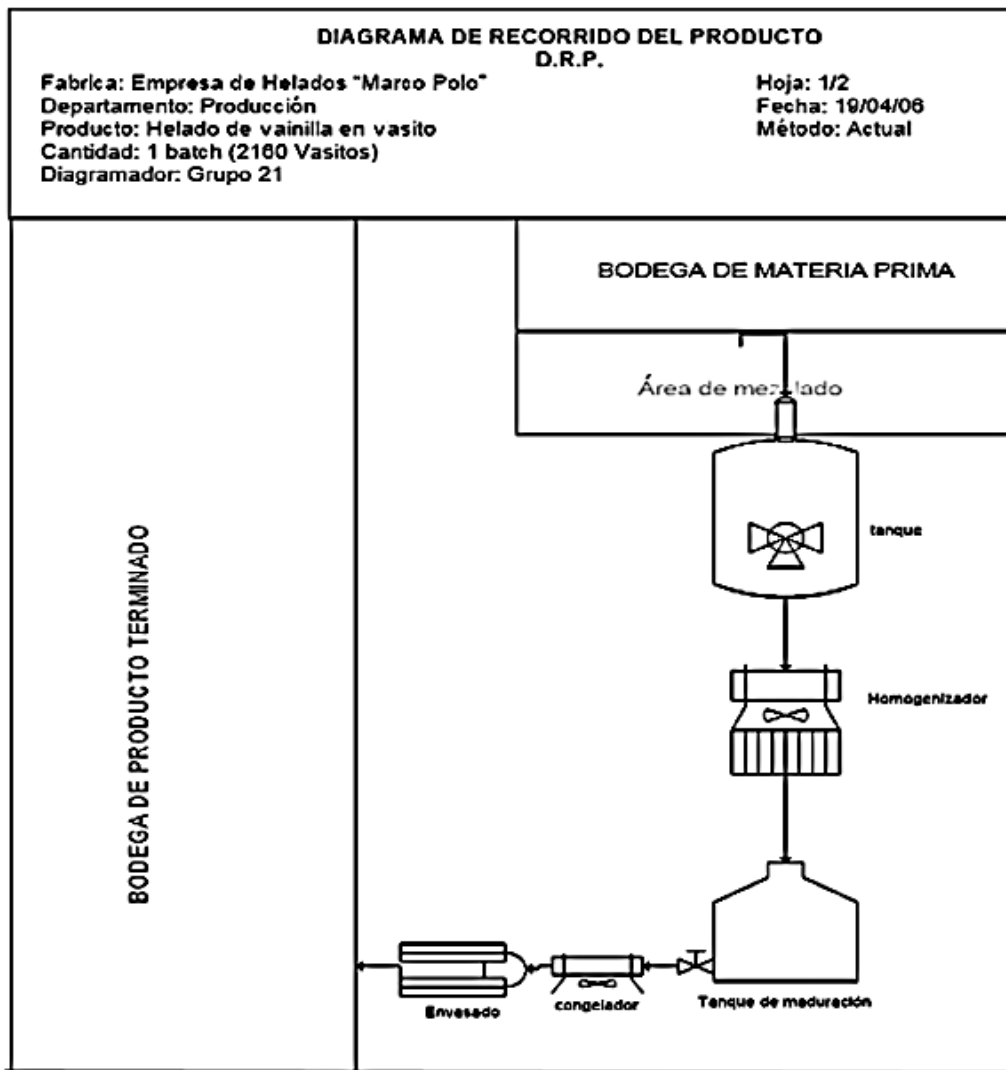 DIAGRAMA DE RECORRIDO DEL PRODUCTO
D.R.P.
Fabrica: Empresa de Helados "Marco Polo"
Departamento: Producción
Producto: Helado de vainilla en vasito
Cantidad: 1 batch (2160 Vasitos)
Diagramador: Grupo 21
Hoja: 1/2
Fecha: 19/04/06
Método: Actual
BODEGA DE MATERIA PRIMA
Área de mezclado
tanque
Homogenizador
BODEGA DE PRODUCTO TERMINADO
Envasado
congelador
Tanque de maduración